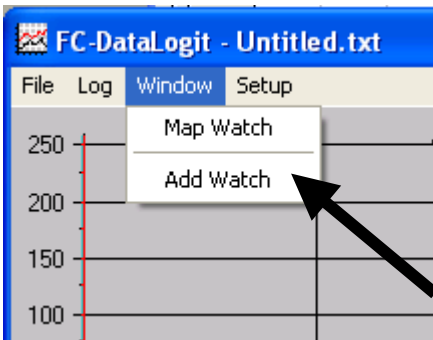 FC-DataLogit - Untitled.txt
File Log Window Setup
Map Watch
Add Watch
250
200
150
100